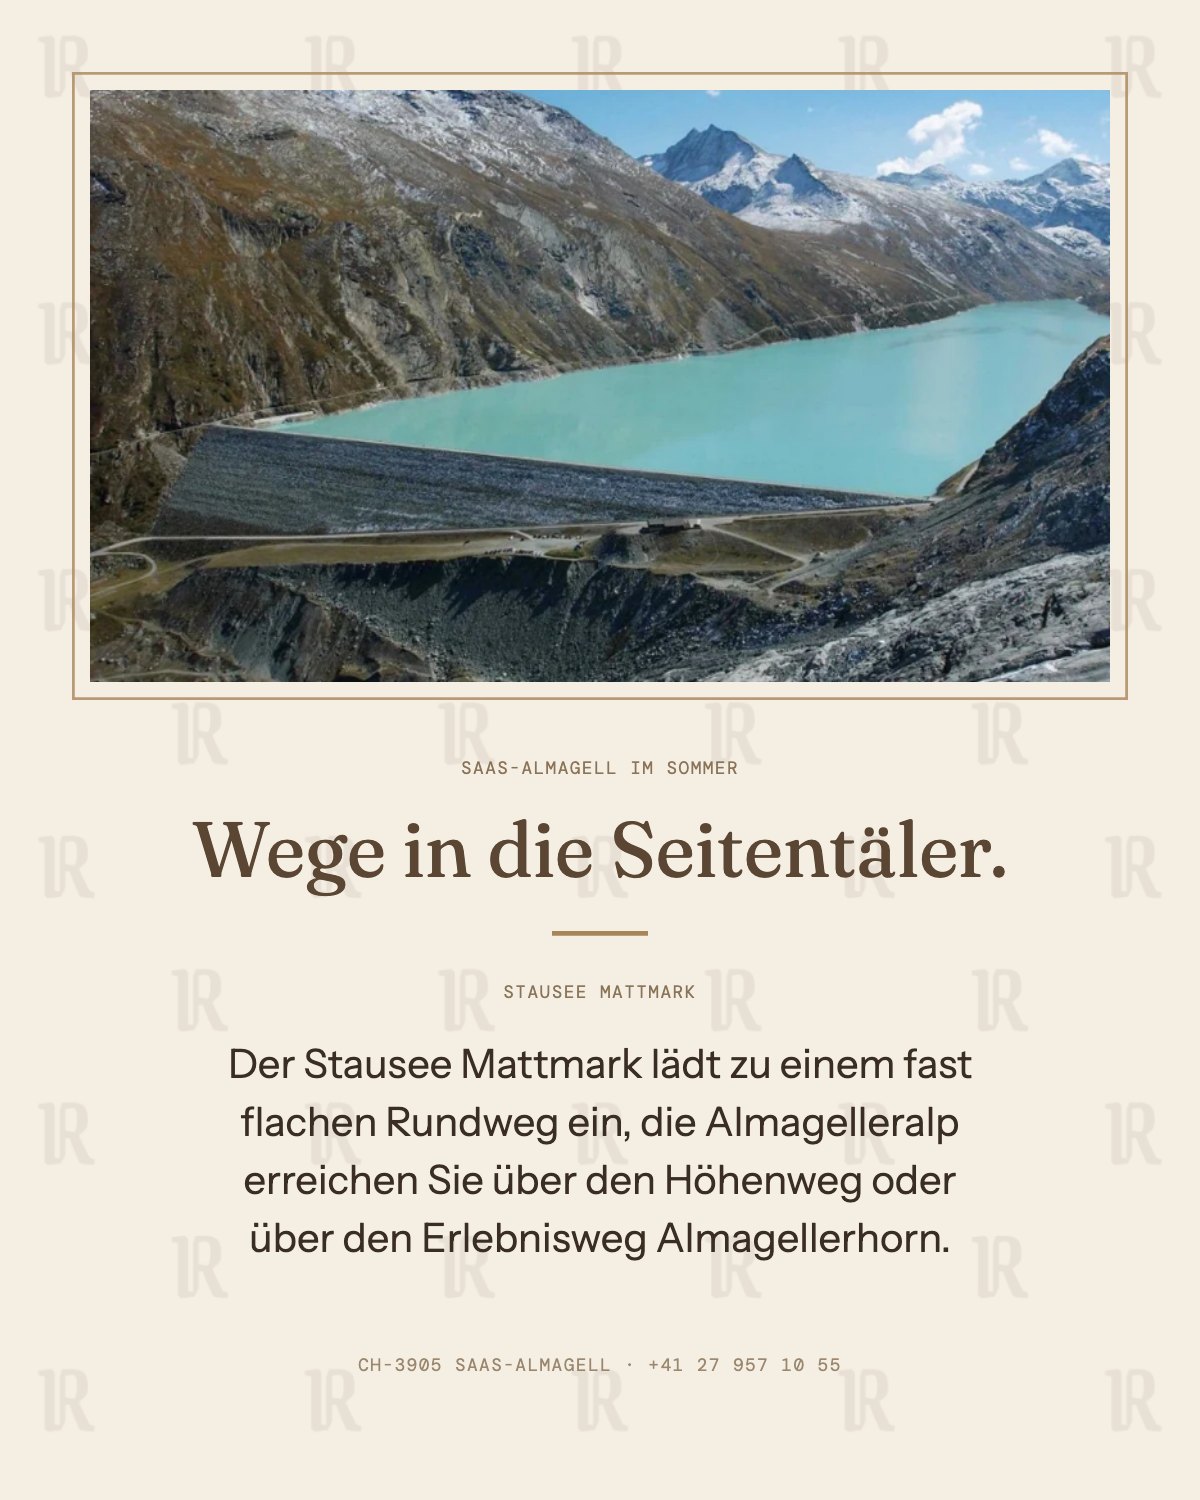 SAAS-ALMAGELL IM SOMMER
Wege in die Seitentäler.
STAUSEE MATTMARK
Der Stausee Mattmark lädt zu einem fast
flachen Rundweg ein, die Almagelleralp
erreichen Sie über den Höhenweg oder
über den Erlebnisweg Almagellerhorn.
CH-3905 SAAS-ALMAGELL · +41 27 957 10 55